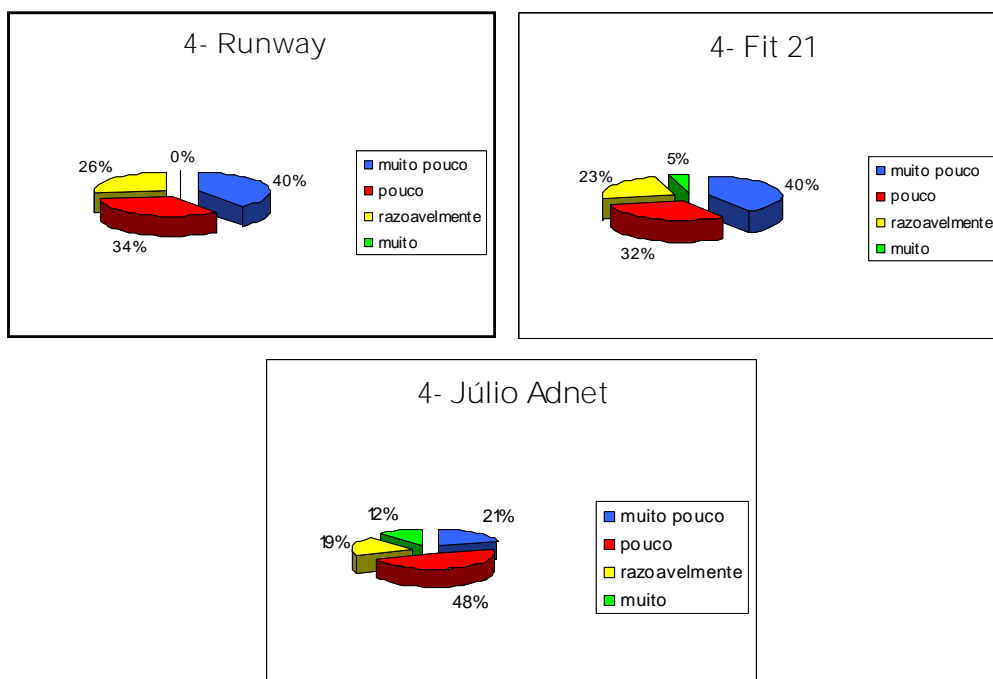 4- Runway
0%
26%
40%
34%
muito pouco
pouco
razoavelmente
muito
4- Fit 21
5%
23%
40%
32%
muito pouco
pouco
razoavelmente
muito
4- Júlio Adnet
12%
21%
19%
48%
muito pouco
pouco
razoavelmente
muito